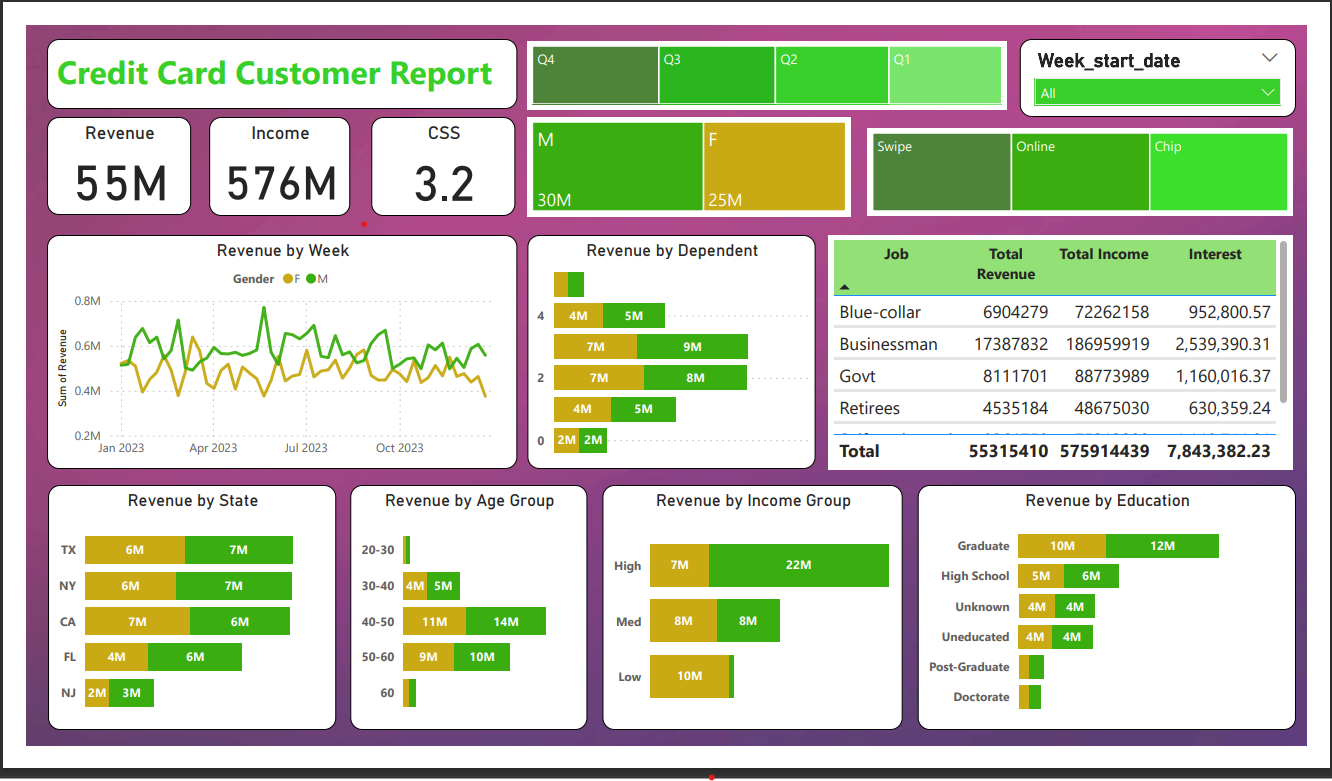 Credit Card Customer Report
Q4
Q3
Q2
Q1
Week_start_date
All
Revenue
55M
Income
576M
CSS
3.2
M
30M
F
25M
Swipe
Online
Chip
Revenue by Week
Gender F M
Sum of Revenue
0.8M
0.6M
0.4M
0.2M
Jan 2023 Apr 2023 Jul 2023 Oct 2023
Revenue by Dependent
4 4M 5M
7M 9M
2 7M 8M
4M 5M
0 2M 2M
Job Total Revenue Total Income Interest
Blue-collar 6904279 72262158 952,800.57
Businessman 17387832 186959919 2,539,390.31
Govt 8111701 88773989 1,160,016.37
Retirees 4535184 48675030 630,359.24
Total 55315410 575914439 7,843,382.23
Revenue by State
TX 6M 7M
NY 6M 7M
CA 7M 6M
FL 4M 6M
NJ 2M 3M
Revenue by Age Group
20-30
30-40 4M 5M
40-50 11M 14M
50-60 9M 10M
60
Revenue by Income Group
High 7M 22M
Med 8M 8M
Low 10M
Revenue by Education
Graduate 10M 12M
High School 5M 6M
Unknown 4M 4M
Uneducated 4M 4M
Post-Graduate
Doctorate